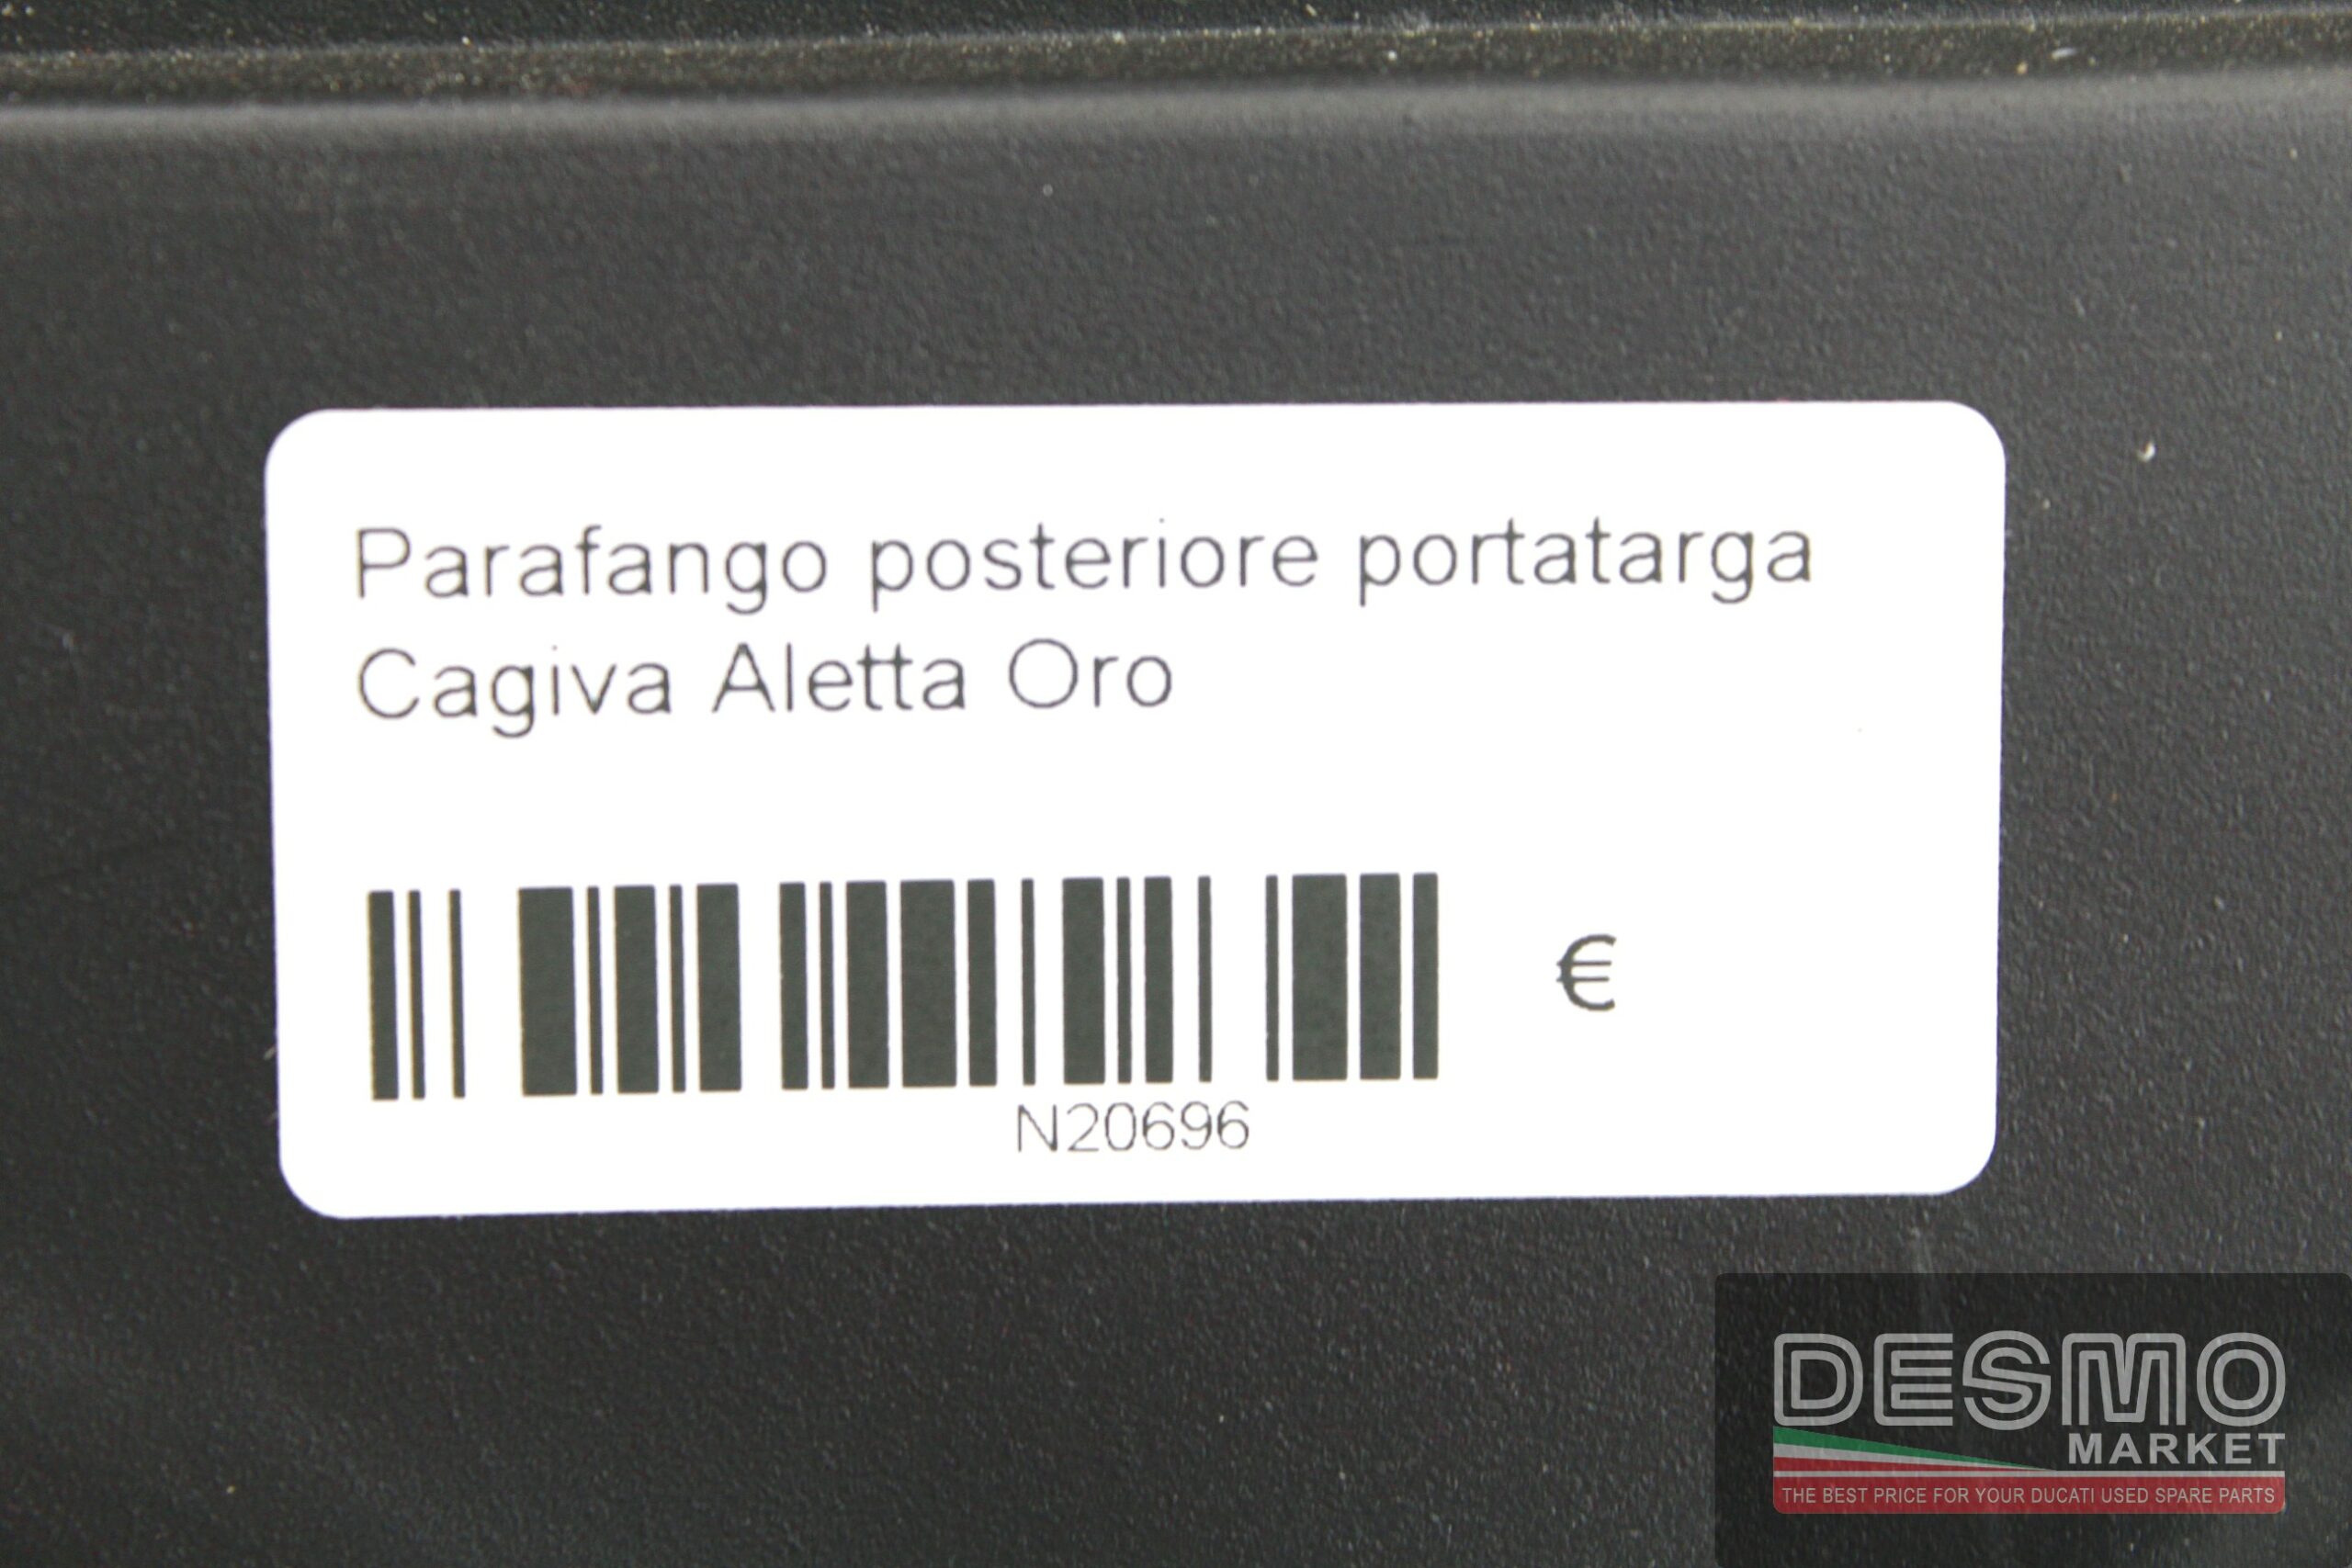 Parafango posteriore portatarga
Cagiva Aletta Oro
€
N20696
DESMO
MARKET
THE BEST PRICE FOR YOUR DUCATI USED SPARE PARTS